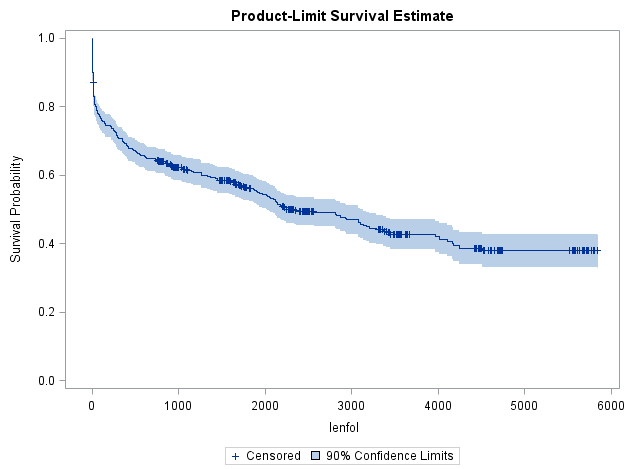 Product-Limit Survival Estimate
1.0
0.8
0.6
0.4
0.2
0.0
Survival Probability
0 1000 2000 3000 4000 5000 6000
lenfol
+ Censored 90% Confidence Limits